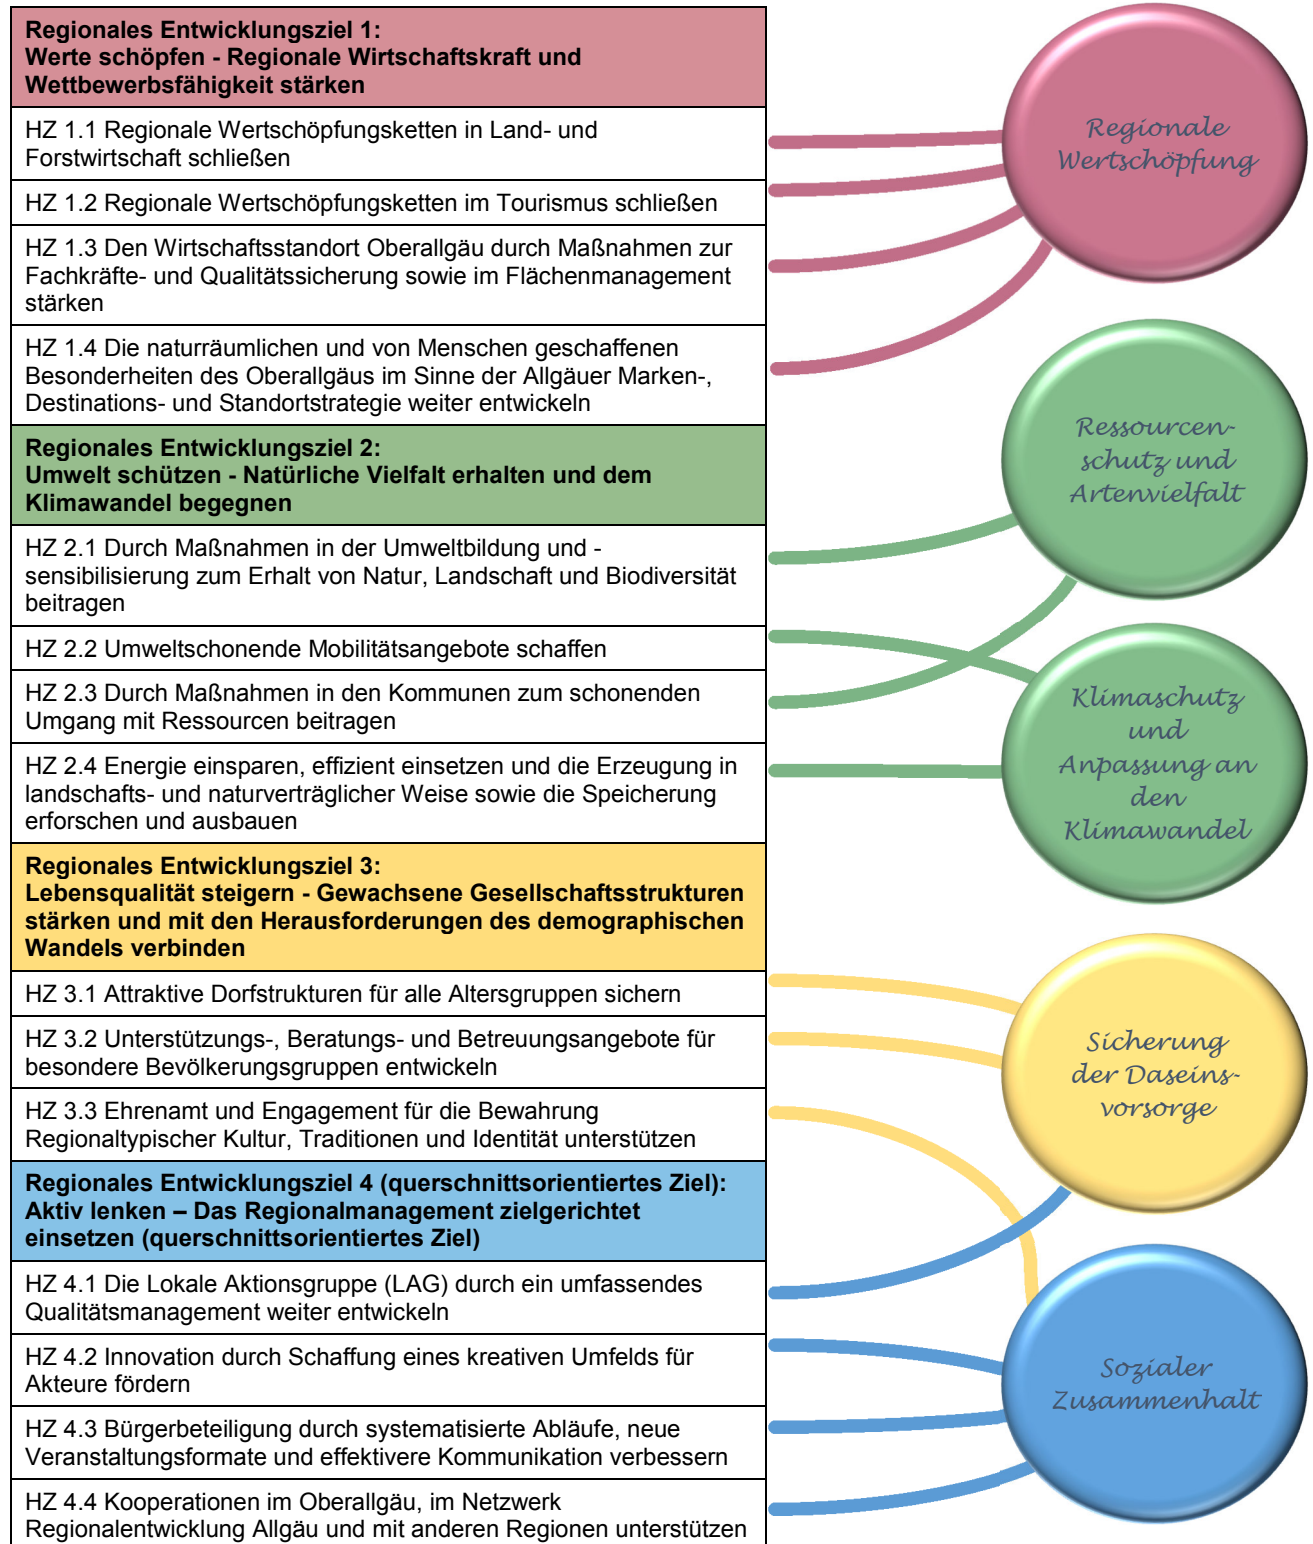 Regionales Entwicklungsziel 1:
Werte schöpfen - Regionale Wirtschaftskraft und
Wettbewerbsfähigkeit stärken
HZ 1.1 Regionale Wertschöpfungsketten in Land- und
Forstwirtschaft schließen
HZ 1.2 Regionale Wertschöpfungsketten im Tourismus schließen
HZ 1.3 Den Wirtschaftsstandort Oberallgäu durch Maßnahmen zur
Fachkräfte- und Qualitätssicherung sowie im Flächenmanagement
stärken
HZ 1.4 Die naturräumlichen und von Menschen geschaffenen
Besonderheiten des Oberallgäus im Sinne der Allgäuer Marken-,
Destinations- und Standortstrategie weiter entwickeln
Regionales Entwicklungsziel 2:
Umwelt schützen - Natürliche Vielfalt erhalten und dem
Klimawandel begegnen
HZ 2.1 Durch Maßnahmen in der Umweltbildung und -
sensibilisierung zum Erhalt von Natur, Landschaft und Biodiversität
beitragen
HZ 2.2 Umweltschonende Mobilitätsangebote schaffen
HZ 2.3 Durch Maßnahmen in den Kommunen zum schonenden
Umgang mit Ressourcen beitragen
HZ 2.4 Energie einsparen, effizient einsetzen und die Erzeugung in
landschafts- und naturverträglicher Weise sowie die Speicherung
erforschen und ausbauen
Regionales Entwicklungsziel 3:
Lebensqualität steigern - Gewachsene Gesellschaftsstrukturen
stärken und mit den Herausforderungen des demographischen
Wandels verbinden
HZ 3.1 Attraktive Dorfstrukturen für alle Altersgruppen sichern
HZ 3.2 Unterstützungs-, Beratungs- und Betreuungsangebote für
besondere Bevölkerungsgruppen entwickeln
HZ 3.3 Ehrenamt und Engagement für die Bewahrung
Regionaltypischer Kultur, Traditionen und Identität unterstützen
Regionales Entwicklungsziel 4 (querschnittsorientiertes Ziel):
Aktiv lenken – Das Regionalmanagement zielgerichtet
einsetzen (querschnittsorientiertes Ziel)
HZ 4.1 Die Lokale Aktionsgruppe (LAG) durch ein umfassendes
Qualitätsmanagement weiter entwickeln
HZ 4.2 Innovation durch Schaffung eines kreativen Umfelds für
Akteure fördern
HZ 4.3 Bürgerbeteiligung durch systematisierte Abläufe, neue
Veranstaltungsformate und effektivere Kommunikation verbessern
HZ 4.4 Kooperationen im Oberallgäu, im Netzwerk
Regionalentwicklung Allgäu und mit anderen Regionen unterstützen
Regionale
Wertschöpfung
Ressourcen-
schutz und
Artenvielfalt
Klimaschutz
und
Anpassung an
den
Klimawandel
Sicherung
der Daseins-
vorsorge
Sozialer
Zusammenhalt